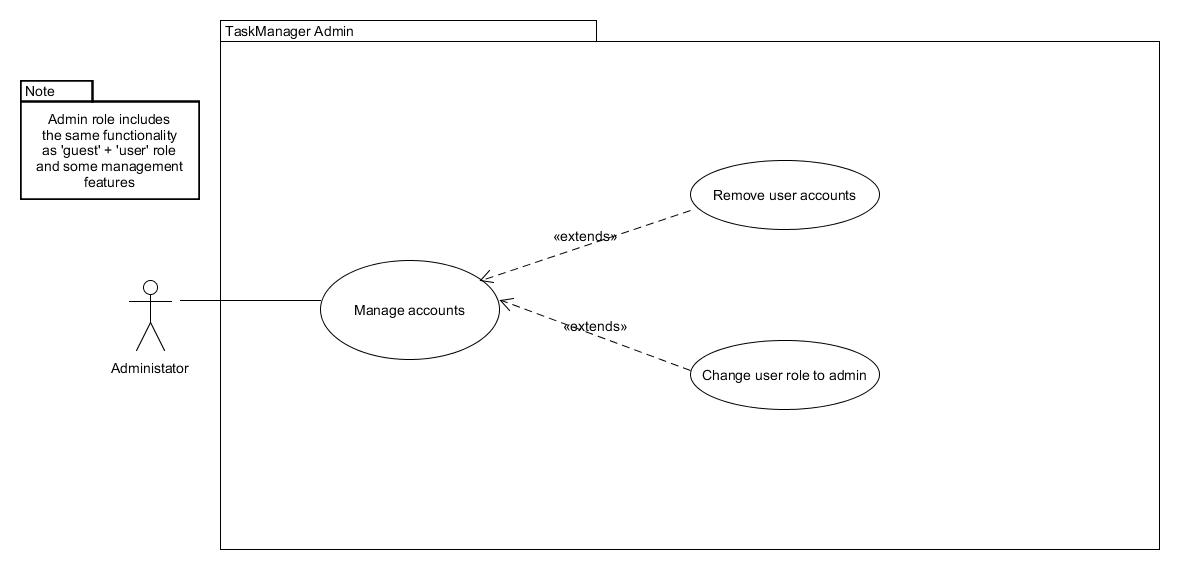 TaskManager Admin
Note
Admin role includes
the same functionality
as 'guest' + 'user' role
and some management
features
Remove user accounts
«extends»
Manage accounts
«extends»
Administator
Change user role to admin